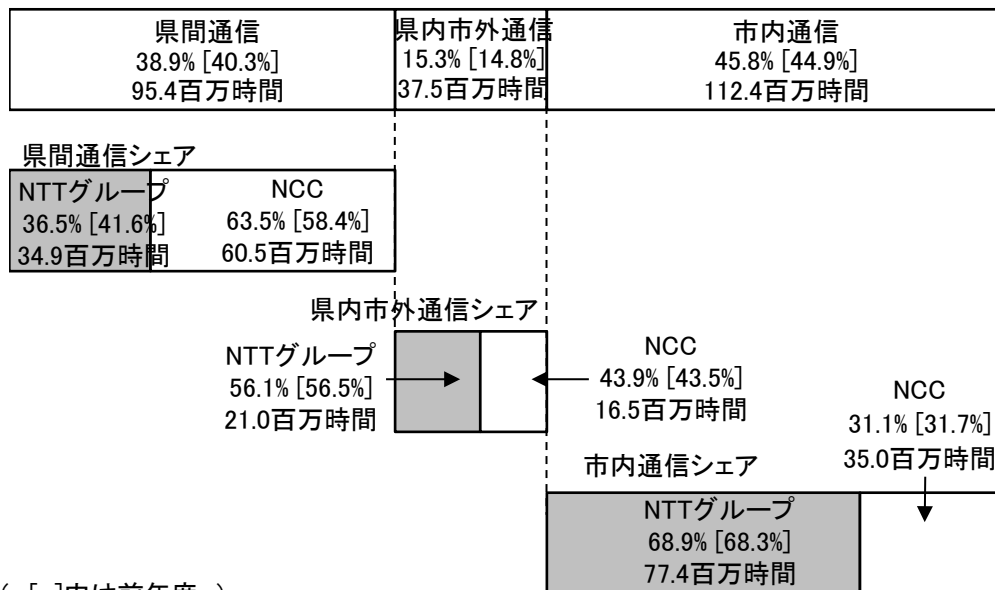 県間通信
38.9% [40.3%]
95.4百万時間
県内市外通信
15.3% [14.8%]
37.5百万時間
市内通信
45.8% [44.9%]
112.4百万時間
県間通信シェア
NTTグループ
36.5% [41.6%]
34.9百万時間
NCC
63.5% [58.4%]
60.5百万時間
県内市外通信シェア
NTTグループ
56.1% [56.5%]
21.0百万時間
NCC
43.9% [43.5%]
16.5百万時間
NCC
31.1% [31.7%]
35.0百万時間
市内通信シェア
NTTグループ
68.9% [68.3%]
77.4百万時間
( [ ]内は前年度 )